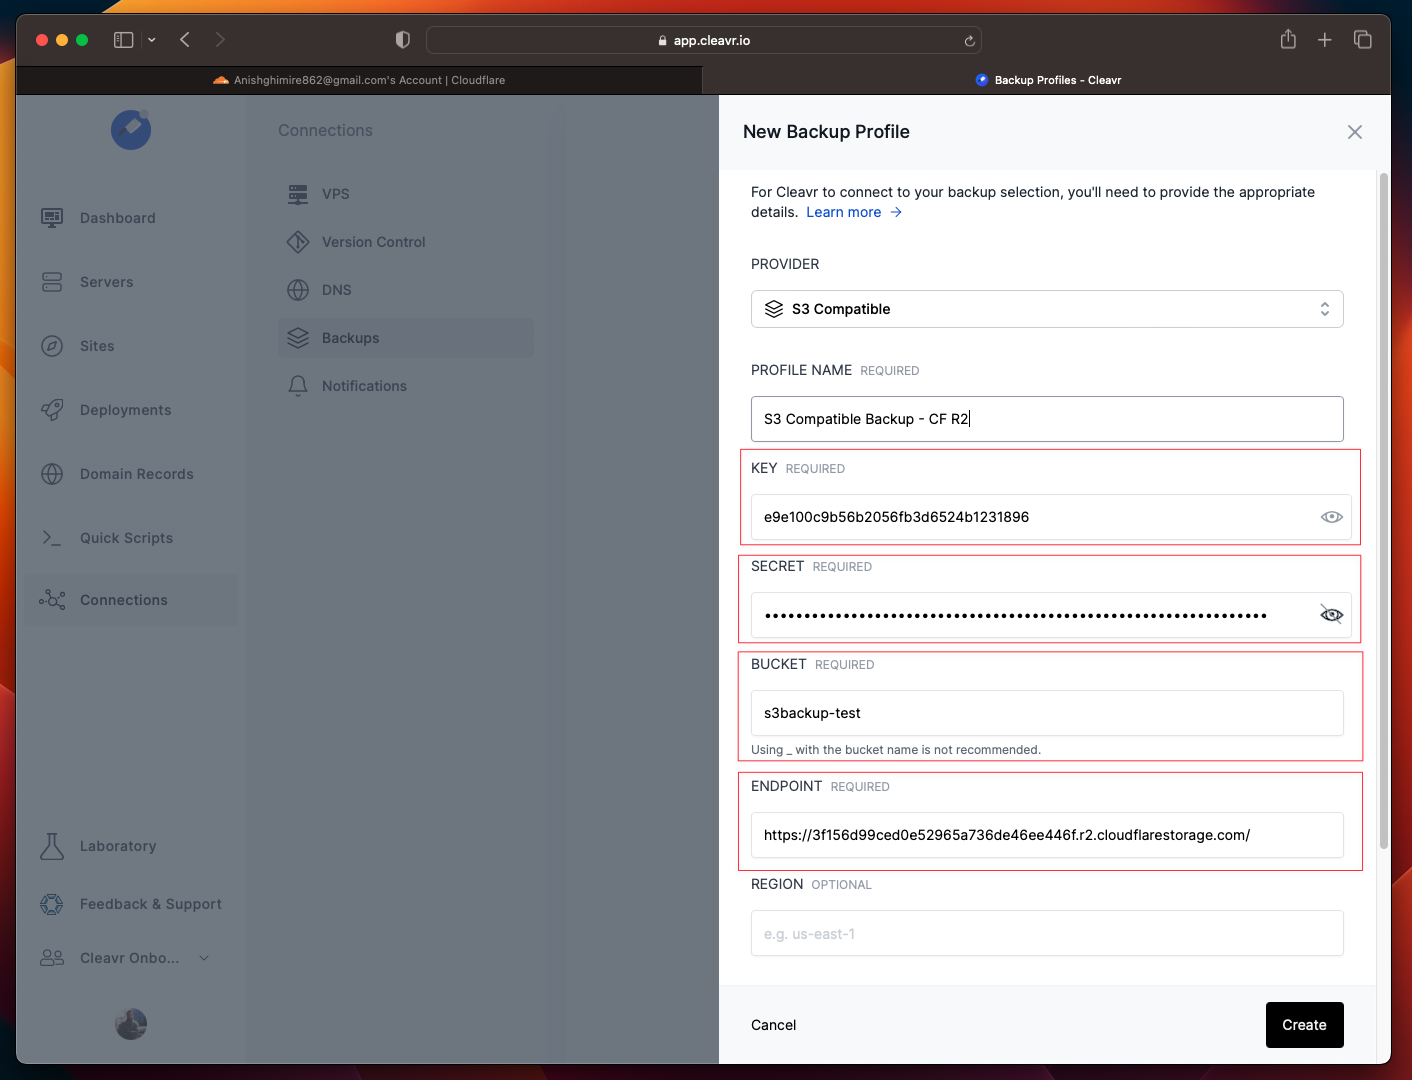 app.cleavr.io
Anishghimire862@gmail.com's Account | Cloudflare
Backup Profiles - Cleavr
Dashboard
Servers
Sites
Deployments
Domain Records
Quick Scripts
Connections
Laboratory
Feedback & Support
Cleavr Onbo...
Connections
VPS
Version Control
DNS
Backups
Notifications
New Backup Profile
For Cleavr to connect to your backup selection, you'll need to provide the appropriate
details. Learn more →
PROVIDER
S3 Compatible
PROFILE NAME REQUIRED
S3 Compatible Backup - CF R2
KEY REQUIRED
e9e100c9b56b2056fb3d6524b1231896
SECRET REQUIRED
BUCKET REQUIRED
s3backup-test
Using _ with the bucket name is not recommended.
ENDPOINT REQUIRED
https://3f156d99ced0e52965a736de46ee446f.r2.cloudflarestorage.com/
REGION OPTIONAL
e.g. us-east-1
Cancel
Create